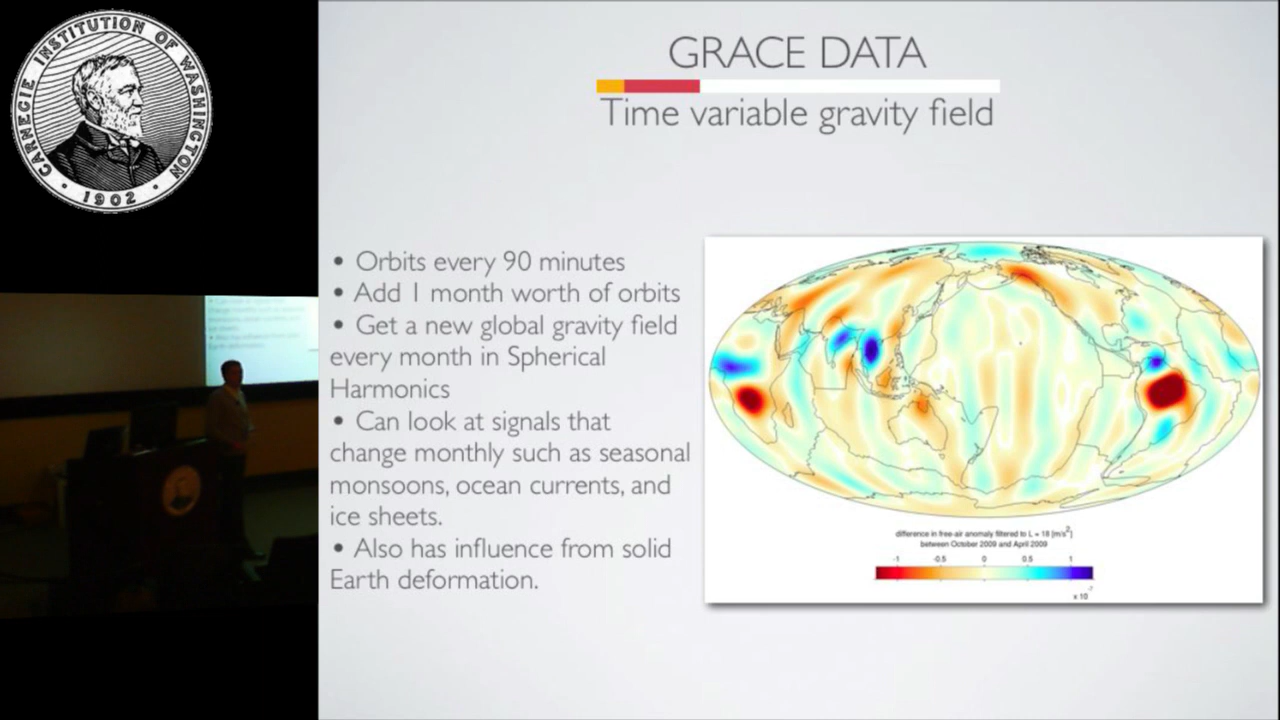 CARNEGIE INSTITUTION OF WASHINGTON
1902
GRACE DATA
Time variable gravity field
• Orbits every 90 minutes
• Add 1 month worth of orbits
• Get a new global gravity field
every month in Spherical
Harmonics
• Can look at signals that
change monthly such as seasonal
monsoons, ocean currents, and
ice sheets.
• Also has influence from solid
Earth deformation.
difference in free-air anomaly filtered to L = 18 [m/s²]
between October 2009 and April 2009
-1 -0.5 0 0.5 1
x 10⁻⁷